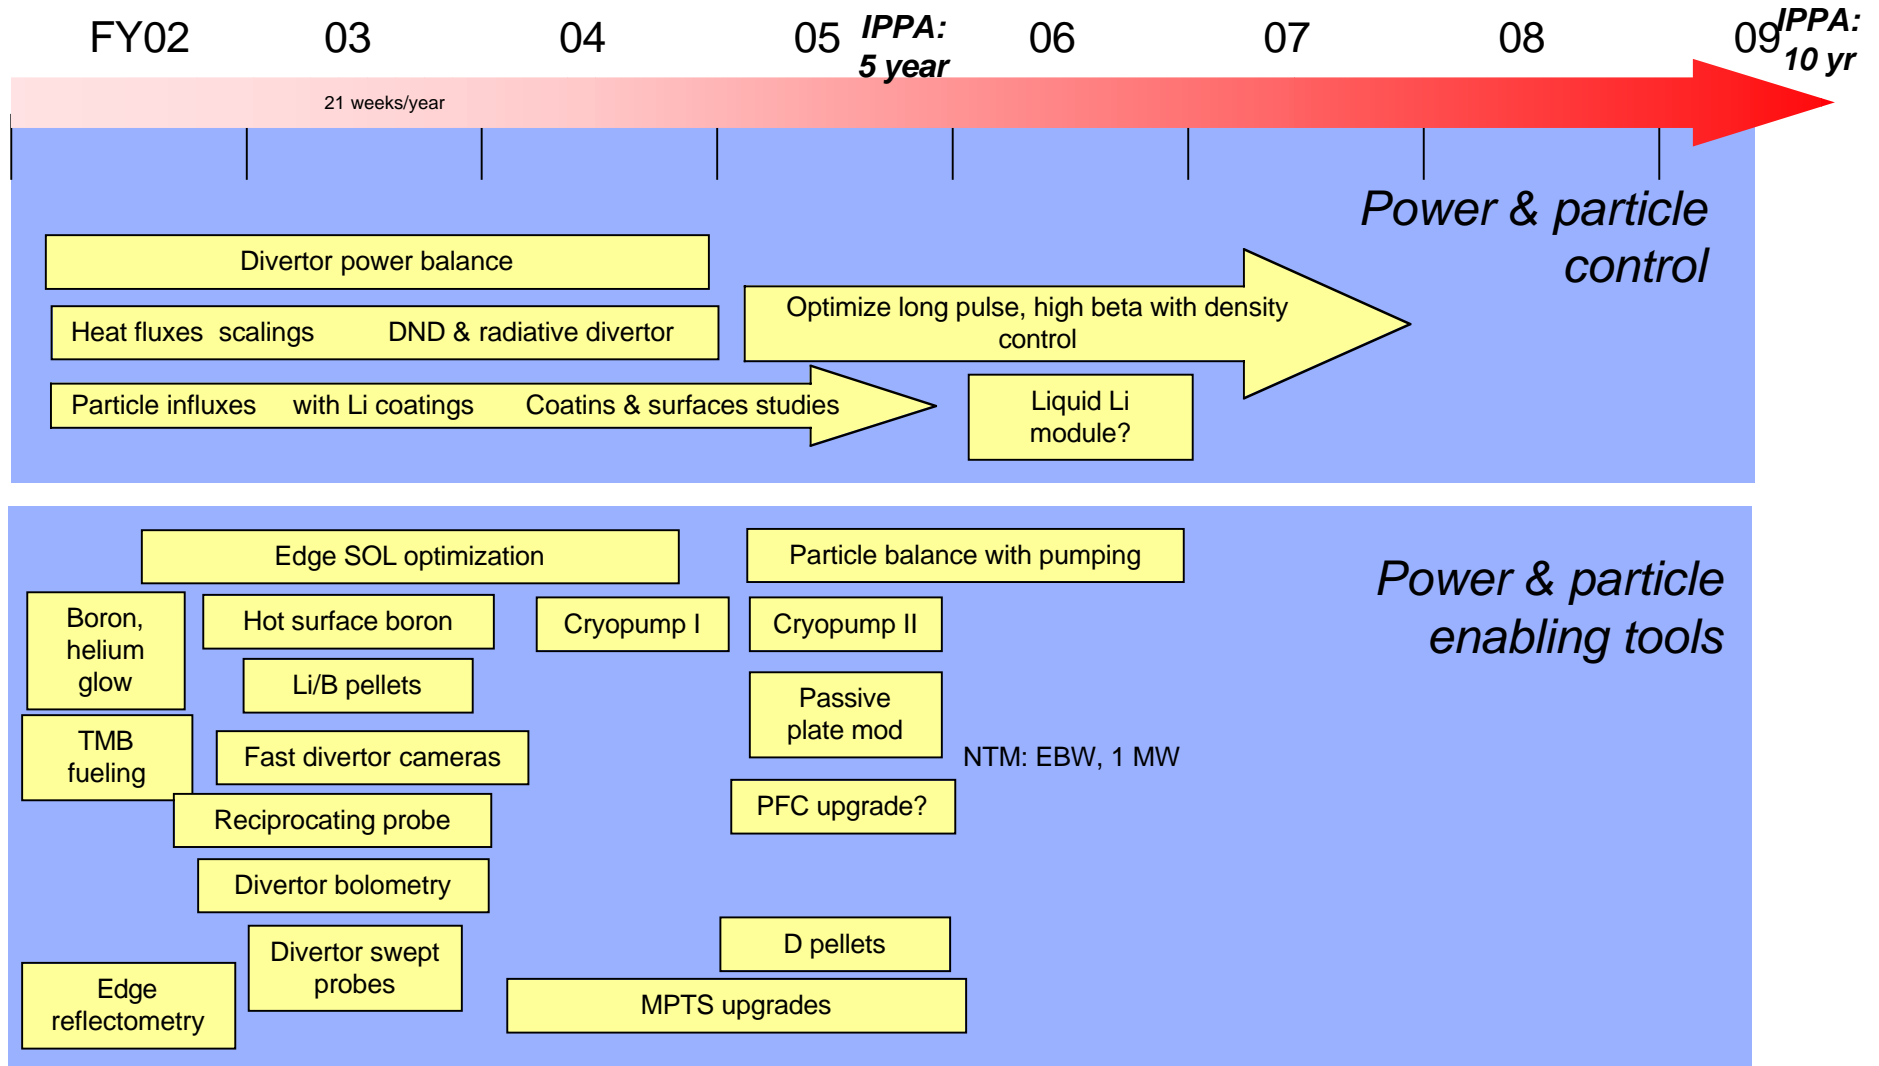 FY02 03 04 05 IPPA: 06 07 08 09 IPPA:
5 year 10 yr
21 weeks/year
Power & particle
control
Divertor power balance
Heat fluxes scalings DND & radiative divertor
Optimize long pulse, high beta with density
control
Particle influxes with Li coatings Coatins & surfaces studies
Liquid Li
module?
Edge SOL optimization
Particle balance with pumping
Power & particle
enabling tools
Boron,
helium
glow
Hot surface boron
Cryopump I
Cryopump II
Li/B pellets
Passive
plate mod
TMB
fueling
Fast divertor cameras
NTM: EBW, 1 MW
Reciprocating probe
PFC upgrade?
Divertor bolometry
Divertor swept
probes
D pellets
Edge
reflectometry
MPTS upgrades